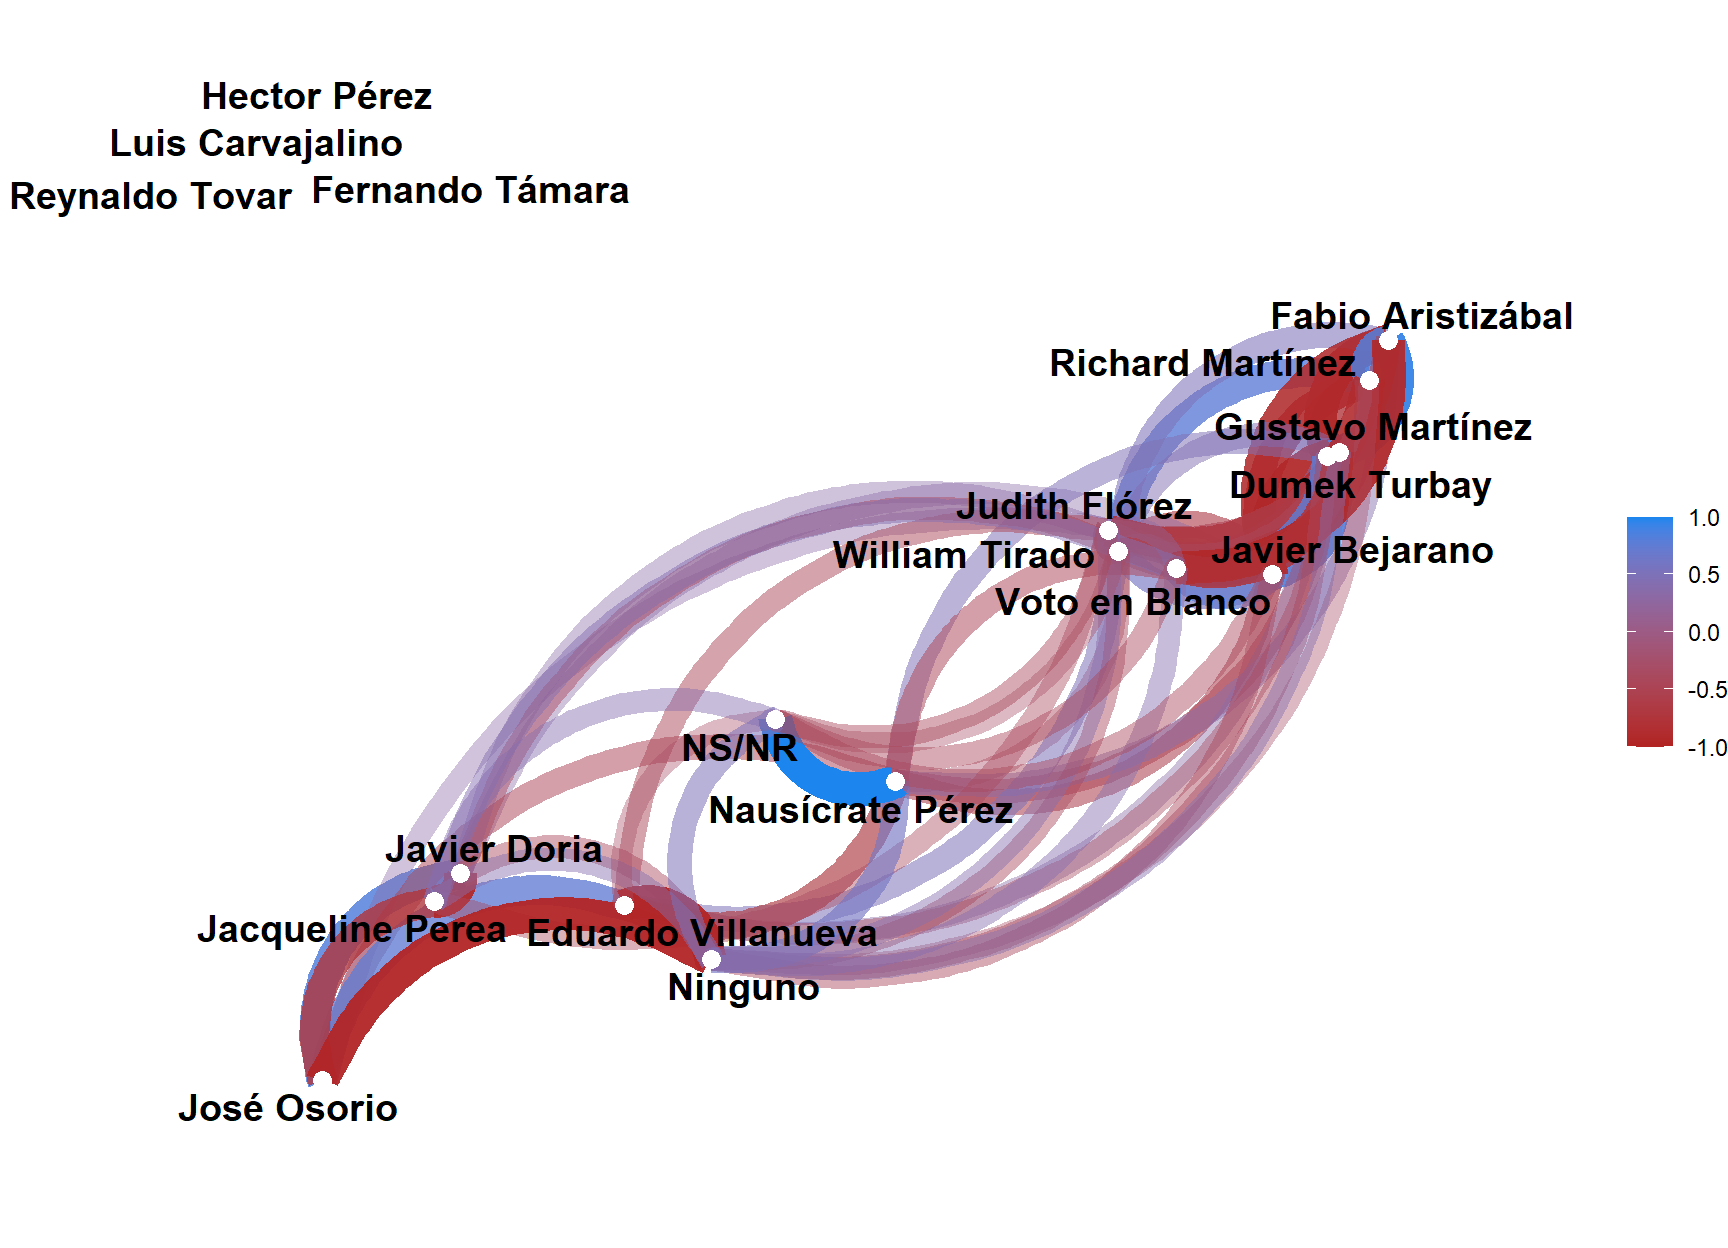 Hector Pérez
Luis Carvajalino
Reynaldo Tovar
Fernando Támara
Fabio Aristizábal
Richard Martínez
Gustavo Martínez
Dumek Turbay
Judith Flórez
William Tirado
Javier Bejarano
Voto en Blanco
NS/NR
Nausícrate Pérez
Javier Doria
Jacqueline Perea
Eduardo Villanueva
Ninguno
José Osorio
1.0
0.5
0.0
-0.5
-1.0